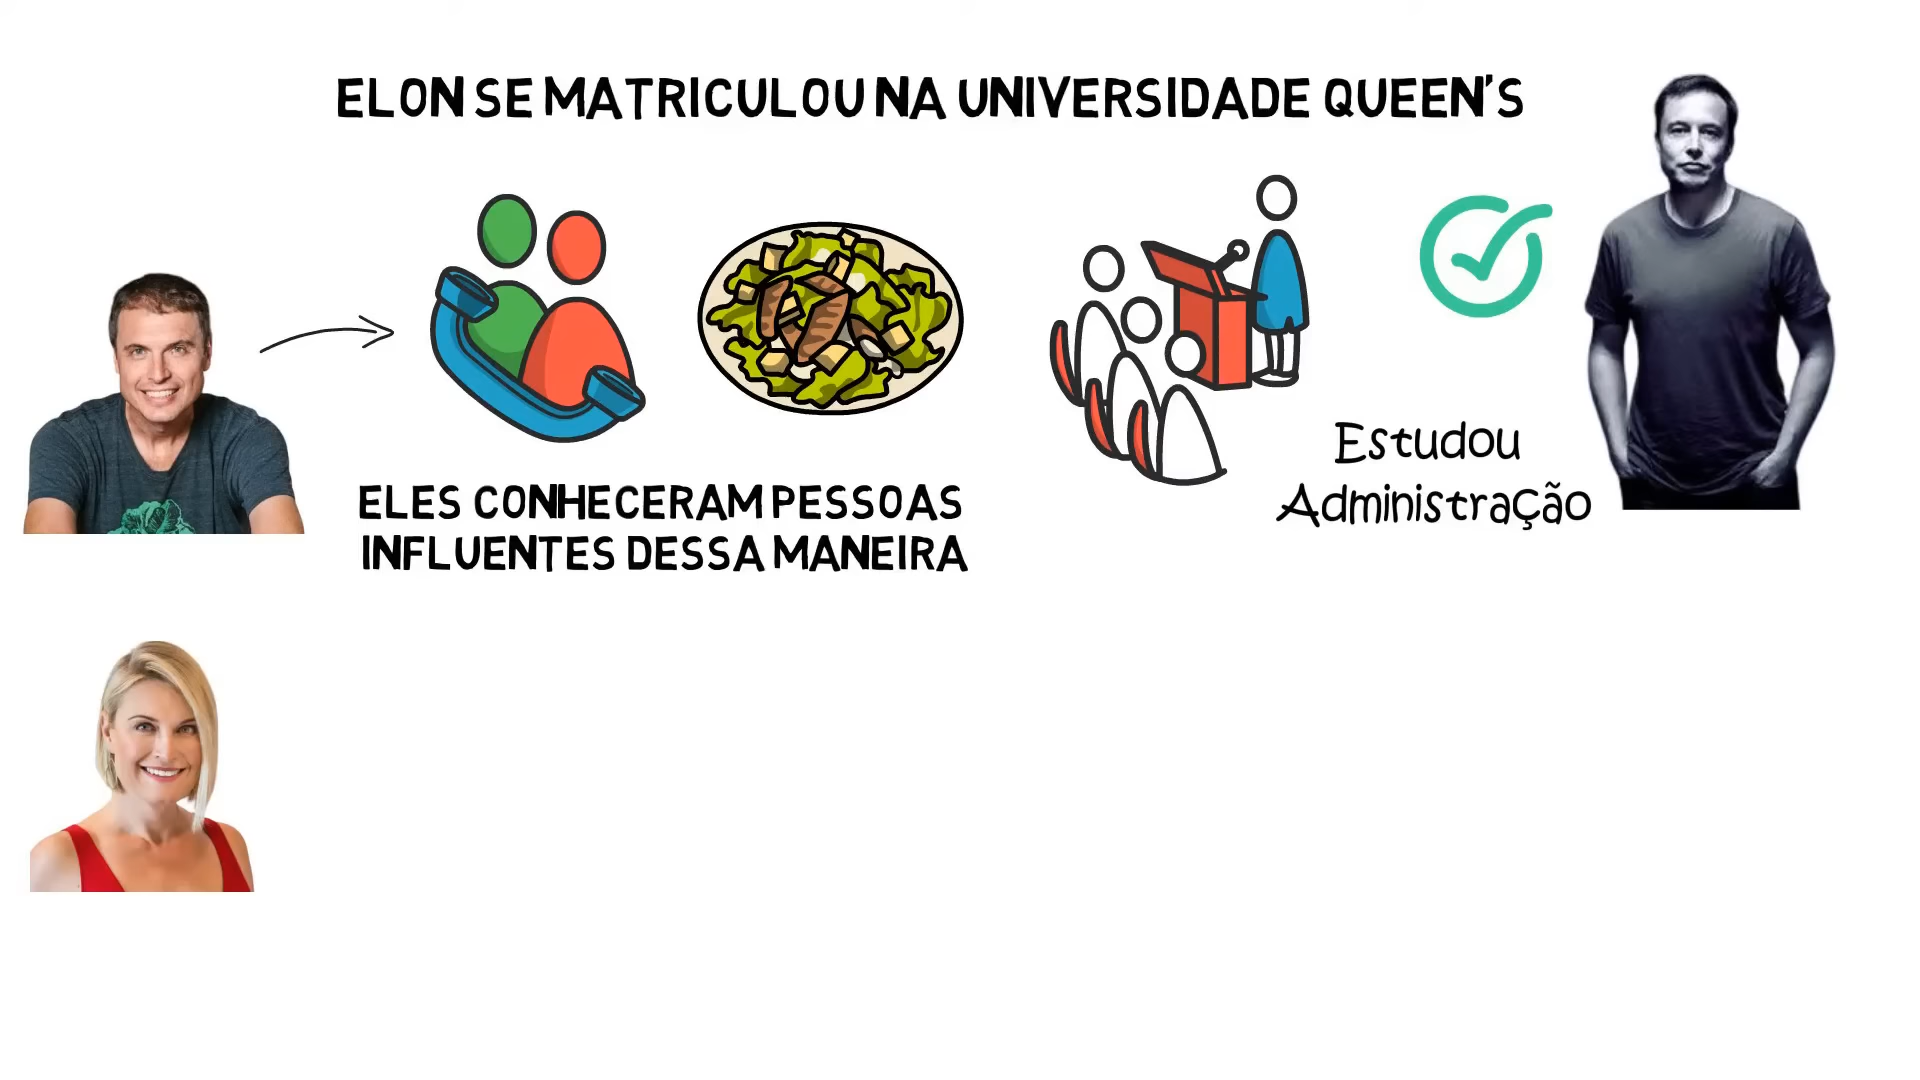 ELON SE MATRICULOU NA UNIVERSIDADE QUEEN'S
ELES CONHECERAM PESSOAS
INFLUENTES DESSA MANEIRA
Estudou
Administração